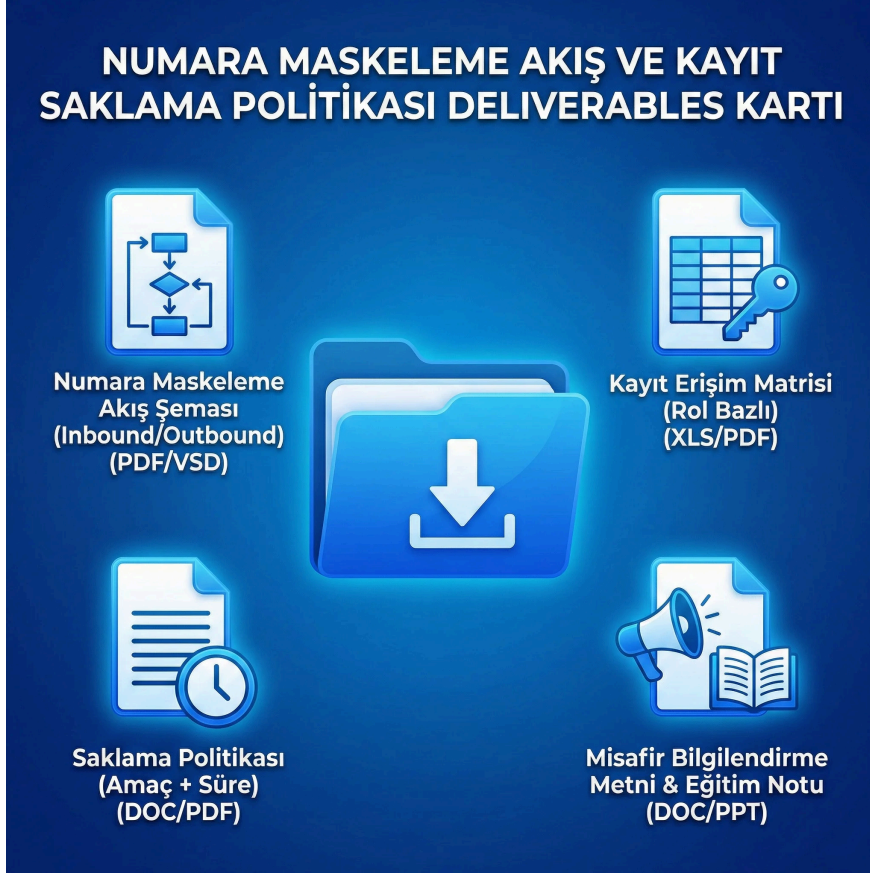 NUMARA MASKELEME AKIŞ VE KAYIT
SAKLAMA POLİTİKASI DELIVERABLES KARTI
Numara Maskeleme
Akış Şeması
(Inbound/Outbound)
(PDF/VSD)
Kayıt Erişim Matrisi
(Rol Bazlı)
(XLS/PDF)
Saklama Politikası
(Amaç + Süre)
(DOC/PDF)
Misafir Bilgilendirme
Metni & Eğitim Notu
(DOC/PPT)